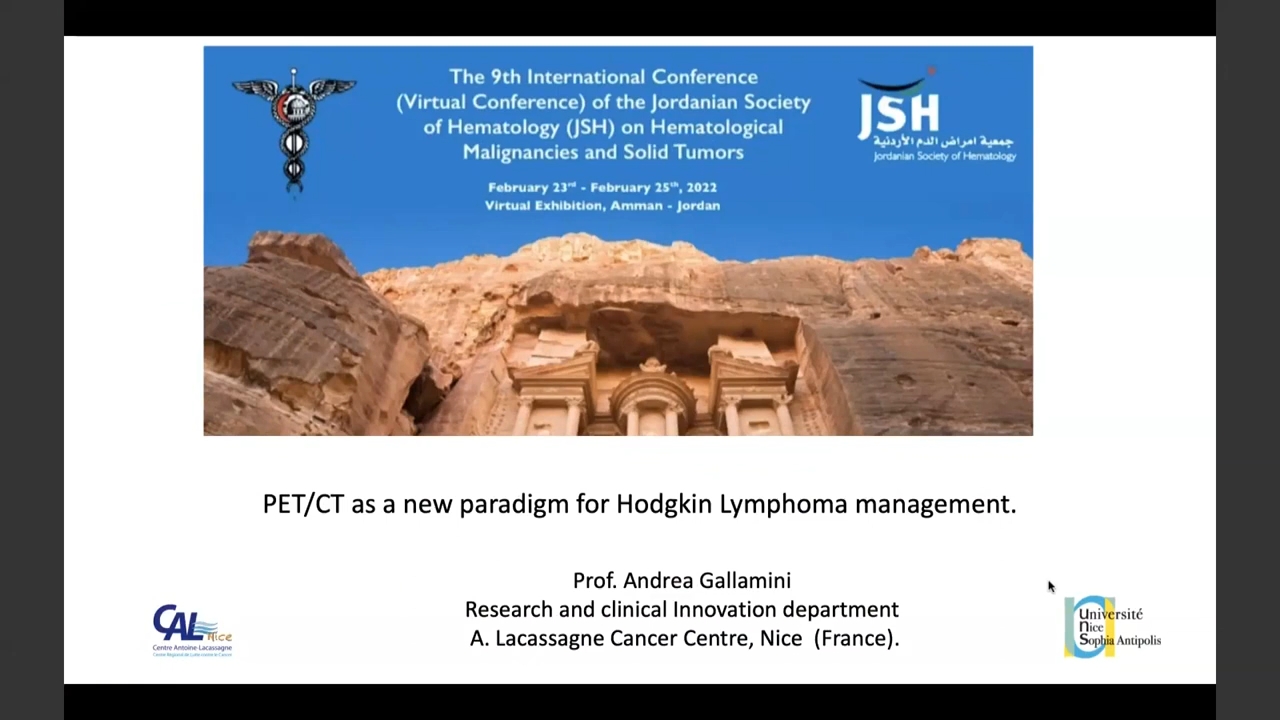 The 9th International Conference
(Virtual Conference) of the Jordanian Society
of Hematology (JSH) on Hematological
Malignancies and Solid Tumors
February 23rd - February 25th, 2022
Virtual Exhibition, Amman - Jordan
JSH
جمعية امراض الدم الأردنية
Jordanian Society of Hematology
PET/CT as a new paradigm for Hodgkin Lymphoma management.
Prof. Andrea Gallamini
Research and clinical Innovation department
A. Lacassagne Cancer Centre, Nice (France).
CAL Nice
Centre Antoine-Lacassagne
Université
Nice
Sophia Antipolis